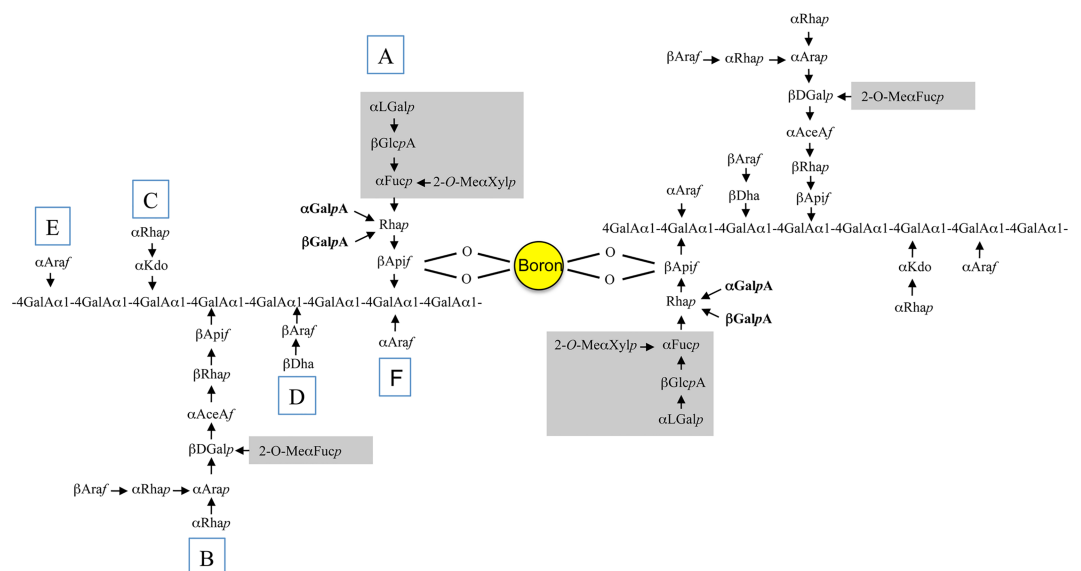 αRhap
βAraf αRhap αArap
A
βDGalp 2-O-MeαFucp
αLGalp
βGlcpA αAceAf
βAraf βRhap
αFucp 2-O-MeαXylp
C αAraf βDha βApif
E αGalpA
αRhap Rhap 4GalAα1-4GalAα1-4GalAα1-4GalAα1-4GalAα1-4GalAα1-4GalAα1-
βGalpA
O O
αAraf αKdo βApif Boron βApif αKdo αAraf
O O
αGalpA
-4GalAα1-4GalAα1-4GalAα1-4GalAα1-4GalAα1-4GalAα1-4GalAα1- Rhap αRhap
βGalpA
βApif βAraf αAraf 2-O-MeαXylp αFucp
βDha
βRhap F βGlcpA
D
αAceAf αLGalp
βDGalp 2-O-MeαFucp
βAraf αRhap αArap
αRhap
B